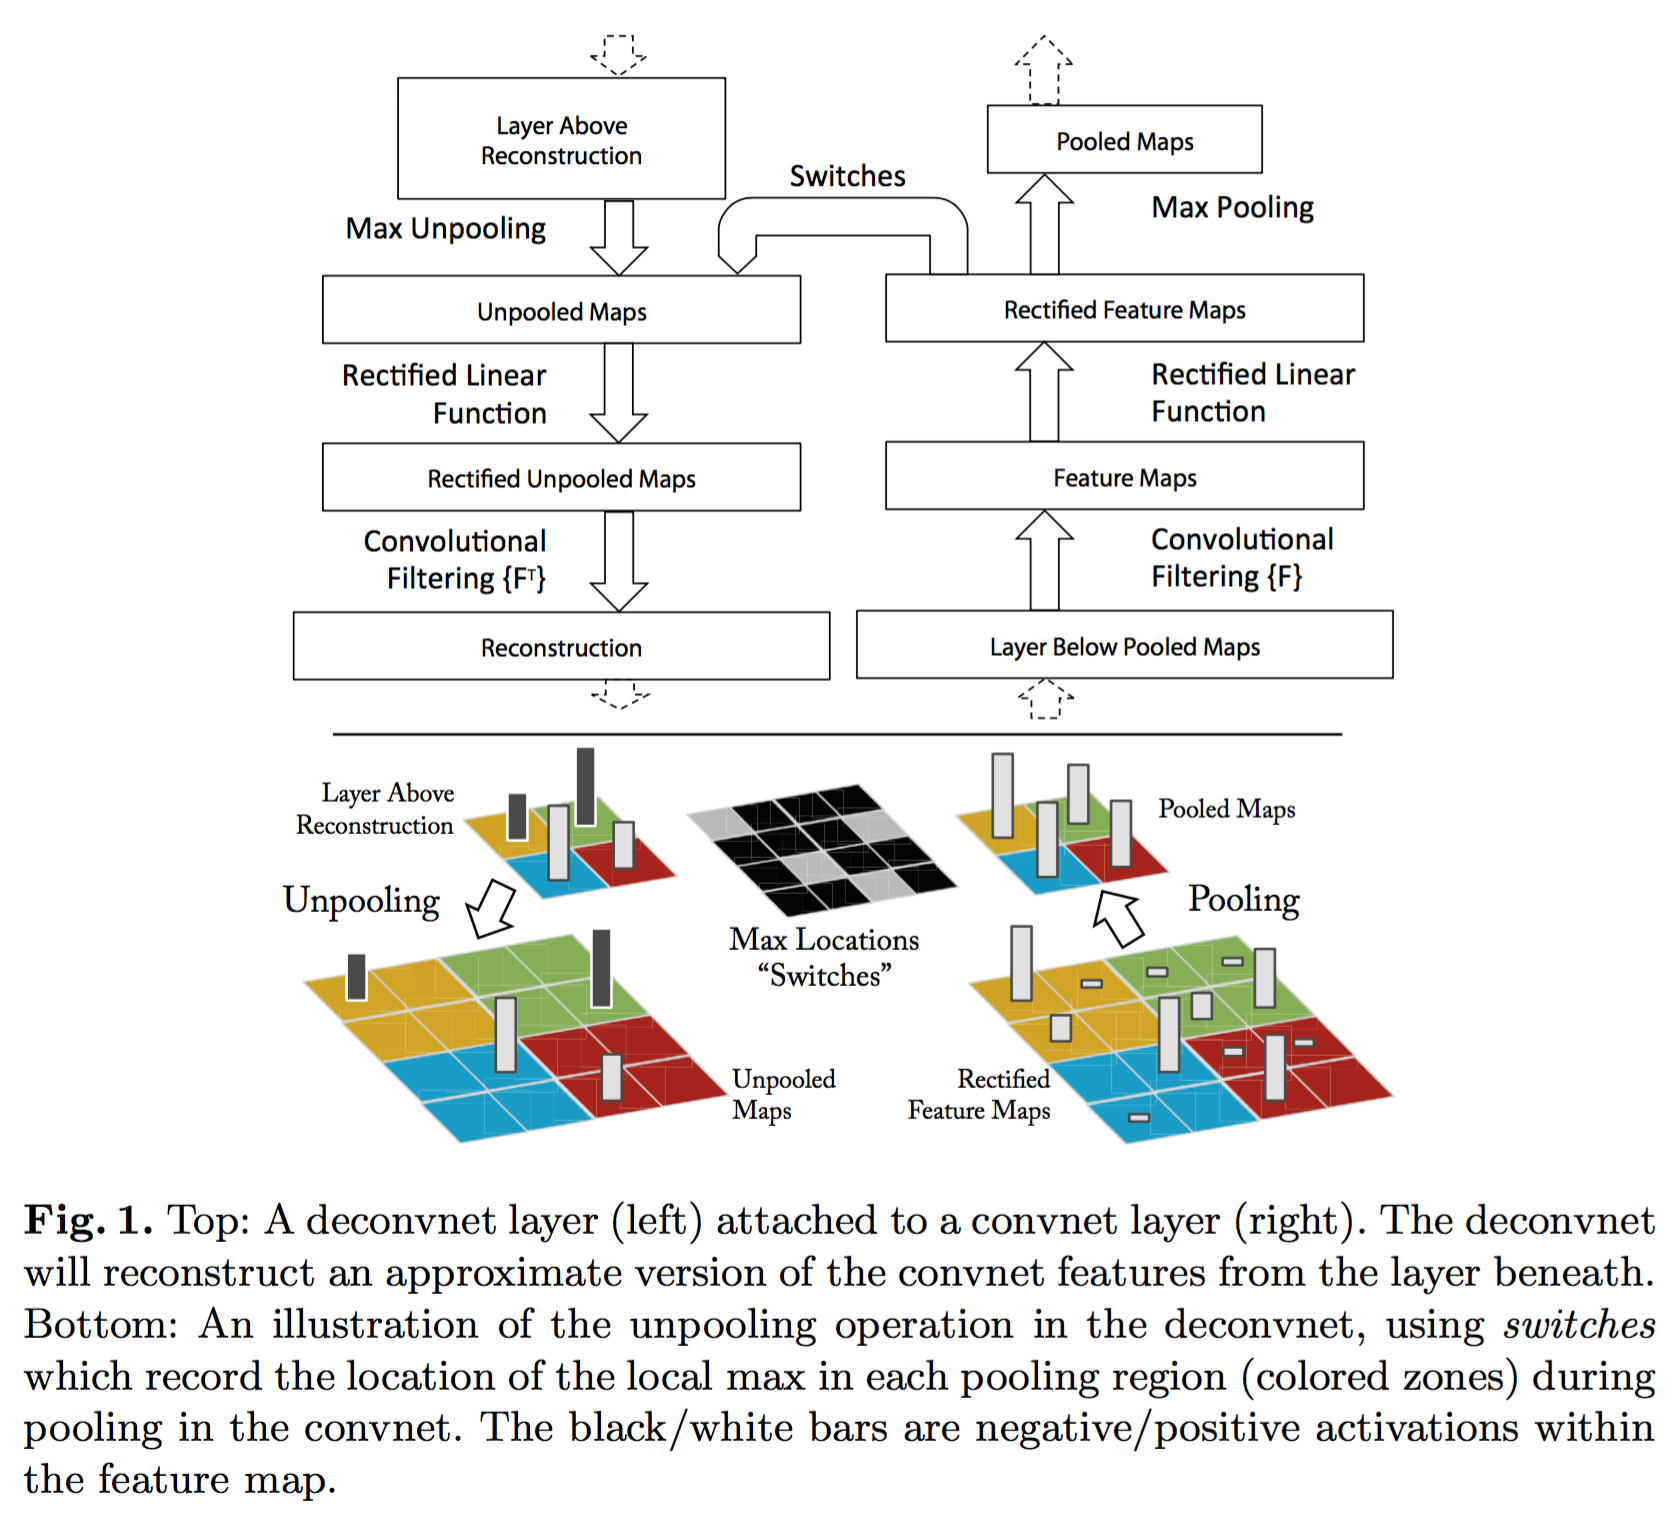 Layer Above
Reconstruction
Pooled Maps
Switches
Max Unpooling
Max Pooling
Unpooled Maps
Rectified Feature Maps
Rectified Linear
Function
Rectified Linear
Function
Rectified Unpooled Maps
Feature Maps
Convolutional
Filtering {Fᵀ}
Convolutional
Filtering {F}
Reconstruction
Layer Below Pooled Maps
Layer Above
Reconstruction
Pooled Maps
Unpooling
Pooling
Max Locations
“Switches”
Unpooled
Maps
Rectified
Feature Maps
Fig. 1. Top: A deconvnet layer (left) attached to a convnet layer (right). The deconvnet
will reconstruct an approximate version of the convnet features from the layer beneath.
Bottom: An illustration of the unpooling operation in the deconvnet, using switches
which record the location of the local max in each pooling region (colored zones) during
pooling in the convnet. The black/white bars are negative/positive activations within
the feature map.